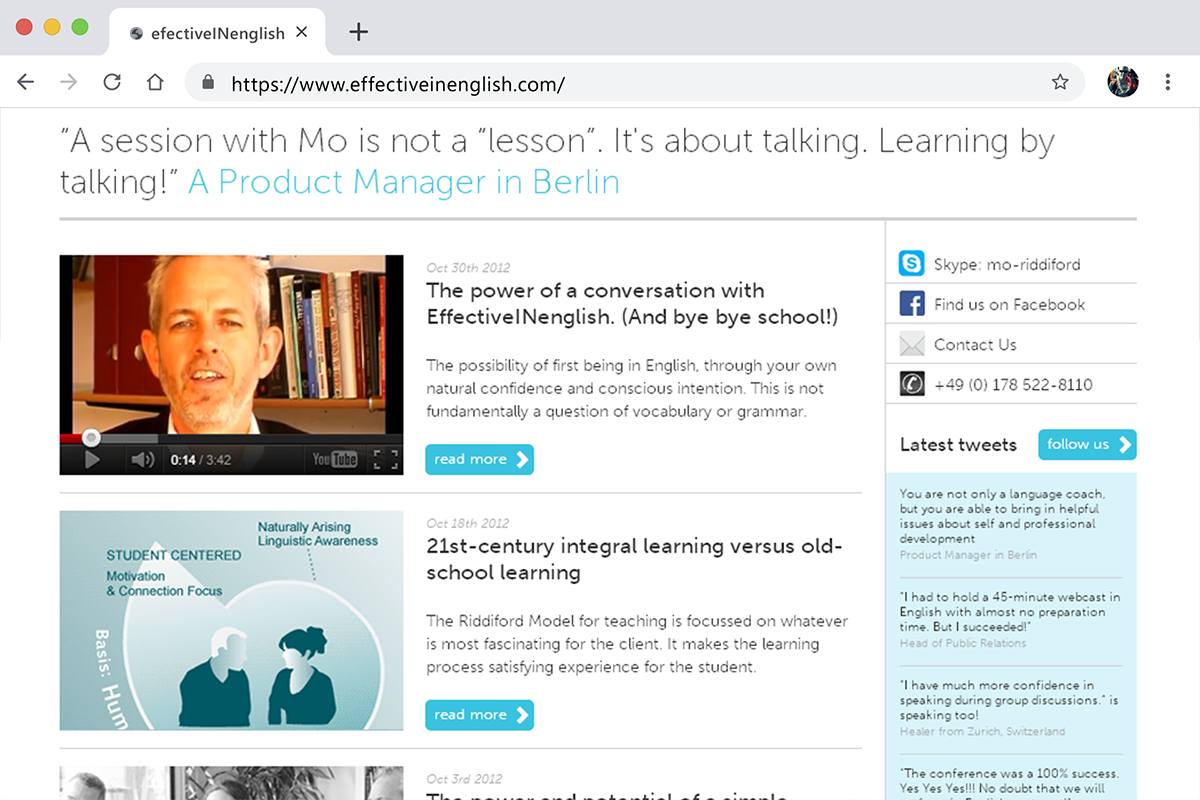 efectiveINenglish
https://www.effectiveinenglish.com/
“A session with Mo is not a “lesson”. It's about talking. Learning by
talking!” A Product Manager in Berlin
0:14 / 3:42
YouTube
Oct 30th 2012
The power of a conversation with
EffectiveINenglish. (And bye bye school!)
The possibility of first being in English, through your own
natural confidence and conscious intention. This is not
fundamentally a question of vocabulary or grammar.
read more
STUDENT CENTERED
Motivation
& Connection Focus
Naturally Arising
Linguistic Awareness
Basis: Hum
Oct 18th 2012
21st-century integral learning versus old-
school learning
The Riddiford Model for teaching is focussed on whatever
is most fascinating for the client. It makes the learning
process satisfying experience for the student.
read more
Oct 3rd 2012
The power and potential of a simple
Skype: mo-riddiford
Find us on Facebook
Contact Us
+49 (0) 178 522-8110
Latest tweets
follow us
You are not only a language coach,
but you are able to bring in helpful
issues about self and professional
development
Product Manager in Berlin
"I had to hold a 45-minute webcast in
English with almost no preparation
time. But I succeeded!"
Head of Public Relations
"I have much more confidence in
speaking during group discussions." is
speaking too!
Healer from Zurich, Switzerland
"The conference was a 100% success.
Yes Yes Yes!!! No doubt that we will